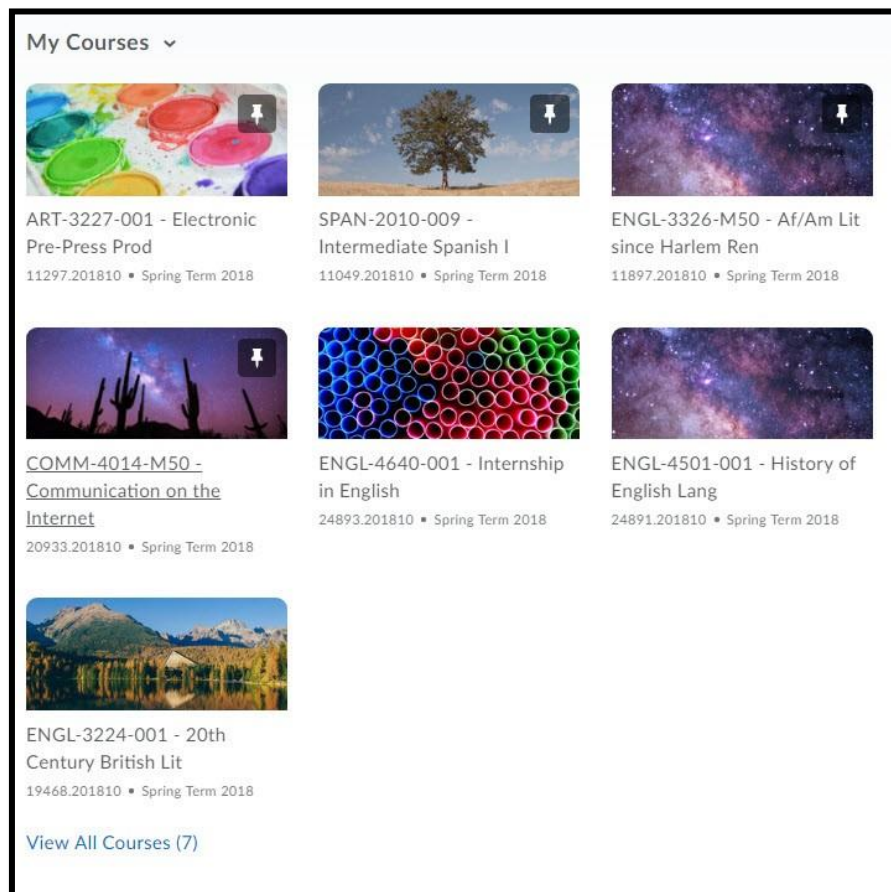 My Courses
ART-3227-001 - Electronic
Pre-Press Prod
11297.201810 • Spring Term 2018
SPAN-2010-009 -
Intermediate Spanish I
11049.201810 • Spring Term 2018
ENGL-3326-M50 - Af/Am Lit
since Harlem Ren
11897.201810 • Spring Term 2018
COMM-4014-M50 -
Communication on the
Internet
20933.201810 • Spring Term 2018
ENGL-4640-001 - Internship
in English
24893.201810 • Spring Term 2018
ENGL-4501-001 - History of
English Lang
24891.201810 • Spring Term 2018
ENGL-3224-001 - 20th
Century British Lit
19468.201810 • Spring Term 2018
View All Courses (7)